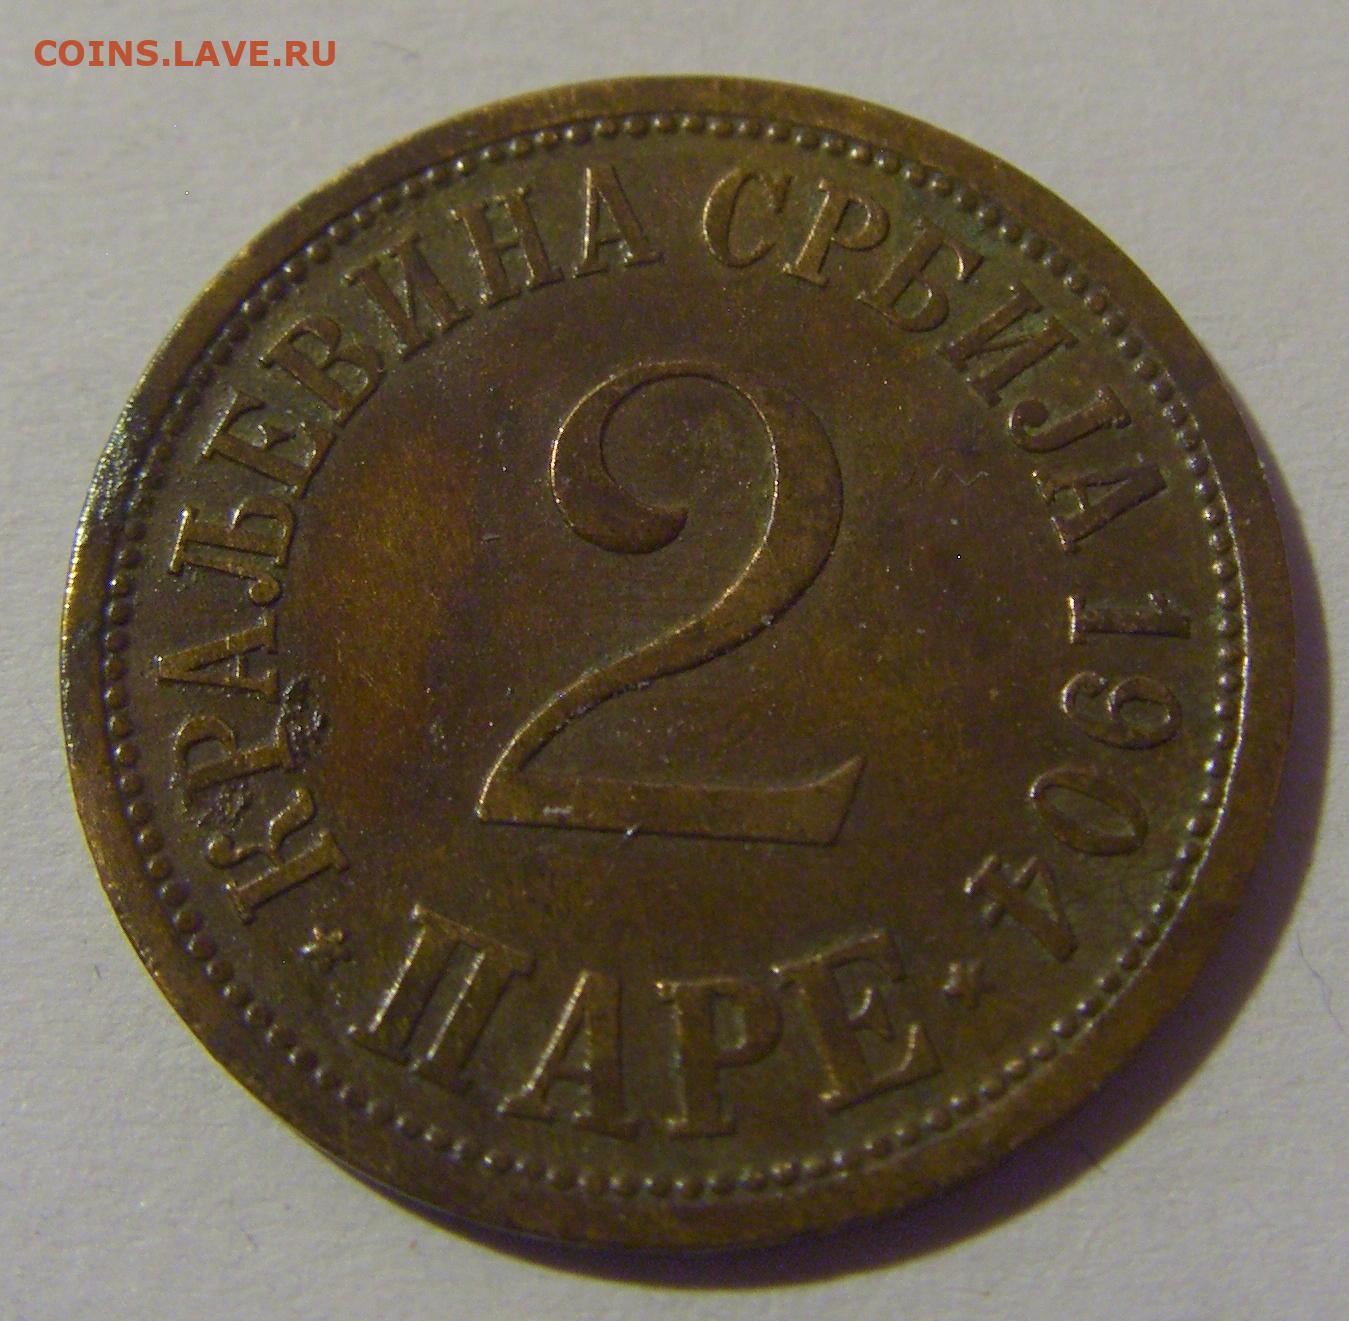 COINS.LAVE.RU
КРАЉЕВИНА СРБИЈА 1904
2
* ПАРЕ *